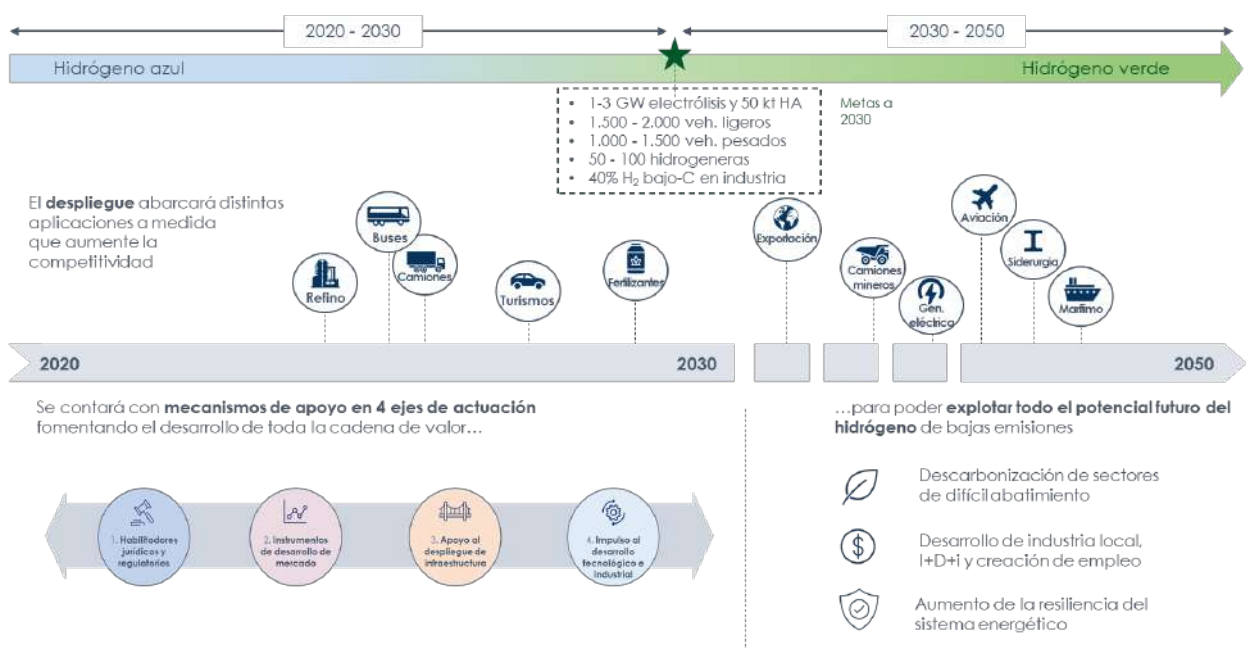 2020 - 2030
2030 - 2050
Hidrógeno azul
Hidrógeno verde
• 1-3 GW electrólisis y 50 kt HA
• 1.500 - 2.000 veh. ligeros
• 1.000 - 1.500 veh. pesados
• 50 - 100 hidrogeneras
• 40% H₂ bajo-C en industria
Metas a
2030
El despliegue abarcará distintas
aplicaciones a medida
que aumente la
competitividad
Refino
Buses
Camiones
Turismos
Fertilizantes
Exportación
Camiones
mineros
Gen.
eléctrica
Aviación
Siderurgia
Marítimo
2020
2030
2050
Se contará con mecanismos de apoyo en 4 ejes de actuación
fomentando el desarrollo de toda la cadena de valor…
1. Habilitadores
jurídicos y
regulatorios
2. Instrumentos
de desarrollo de
mercado
3. Apoyo al
despliegue de
infraestructura
4. Impulso al
desarrollo
tecnológico e
industrial
…para poder explotar todo el potencial futuro del
hidrógeno de bajas emisiones
Descarbonización de sectores
de difícil abatimiento
Desarrollo de industria local,
I+D+i y creación de empleo
Aumento de la resiliencia del
sistema energético